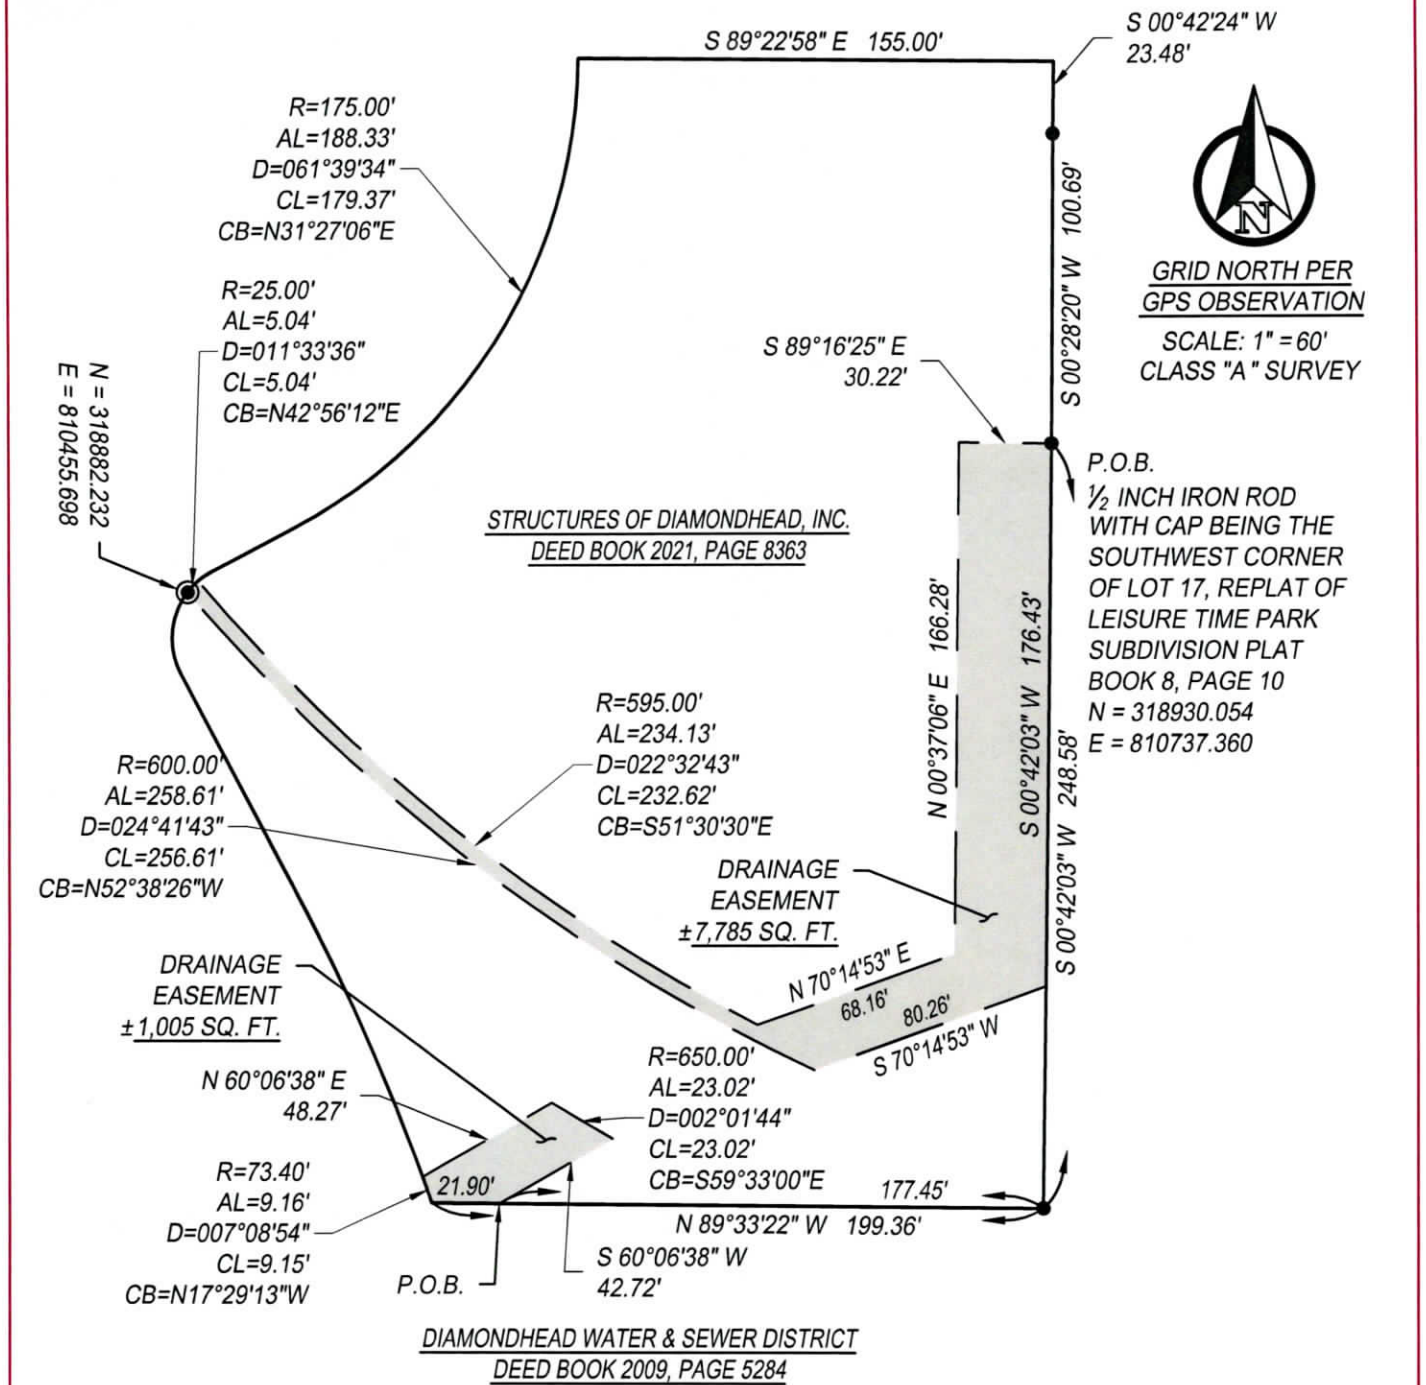 S 89°22'58" E 155.00'
S 00°42'24" W
23.48'
R=175.00'
AL=188.33'
D=061°39'34"
CL=179.37'
CB=N31°27'06"E
R=25.00'
AL=5.04'
D=011°33'36"
CL=5.04'
CB=N42°56'12"E
N = 318882.232
E = 810455.698
S 00°28'20" W 100.69'
N
GRID NORTH PER
GPS OBSERVATION
SCALE: 1" = 60'
CLASS "A" SURVEY
S 89°16'25" E
30.22'
P.O.B.
½ INCH IRON ROD
WITH CAP BEING THE
SOUTHWEST CORNER
OF LOT 17, REPLAT OF
LEISURE TIME PARK
SUBDIVISION PLAT
BOOK 8, PAGE 10
N = 318930.054
E = 810737.360
STRUCTURES OF DIAMONDHEAD, INC.
DEED BOOK 2021, PAGE 8363
N 00°37'06" E 166.28'
S 00°42'03" W 176.43'
S 00°42'03" W 248.58'
R=595.00'
AL=234.13'
D=022°32'43"
CL=232.62'
CB=S51°30'30"E
R=600.00'
AL=258.61'
D=024°41'43"
CL=256.61'
CB=N52°38'26"W
DRAINAGE
EASEMENT
±7,785 SQ. FT.
N 70°14'53" E
68.16'
80.26'
S 70°14'53" W
DRAINAGE
EASEMENT
±1,005 SQ. FT.
N 60°06'38" E
48.27'
R=650.00'
AL=23.02'
D=002°01'44"
CL=23.02'
CB=S59°33'00"E
R=73.40'
AL=9.16'
D=007°08'54"
CL=9.15'
CB=N17°29'13"W
21.90'
177.45'
N 89°33'22" W 199.36'
S 60°06'38" W
42.72'
P.O.B.
DIAMONDHEAD WATER & SEWER DISTRICT
DEED BOOK 2009, PAGE 5284